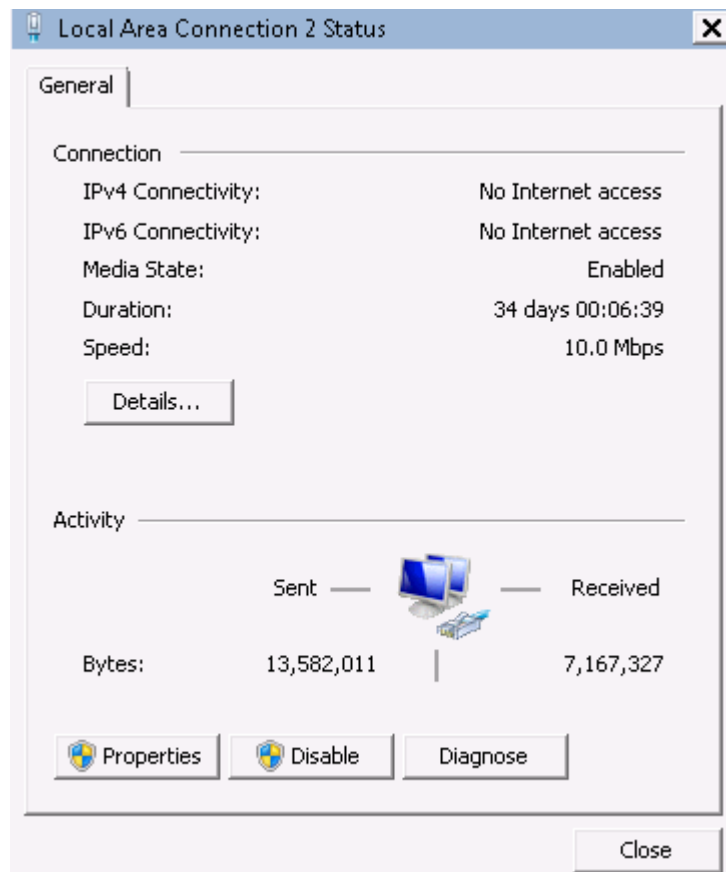 Local Area Connection 2 Status
General
Connection
IPv4 Connectivity: No Internet access
IPv6 Connectivity: No Internet access
Media State: Enabled
Duration: 34 days 00:06:39
Speed: 10.0 Mbps
Details...
Activity
Sent Received
Bytes: 13,582,011 7,167,327
Properties Disable Diagnose
Close